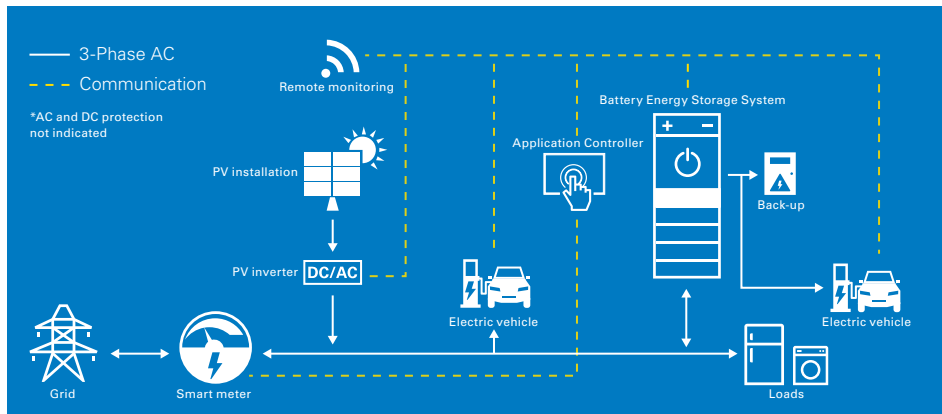 3-Phase AC
Communication
*AC and DC protection
not indicated
Remote monitoring
Battery Energy Storage System
+ −
Application Controller
PV installation
Back-up
PV inverter
DC/AC
Electric vehicle
Electric vehicle
Grid
Smart meter
Loads